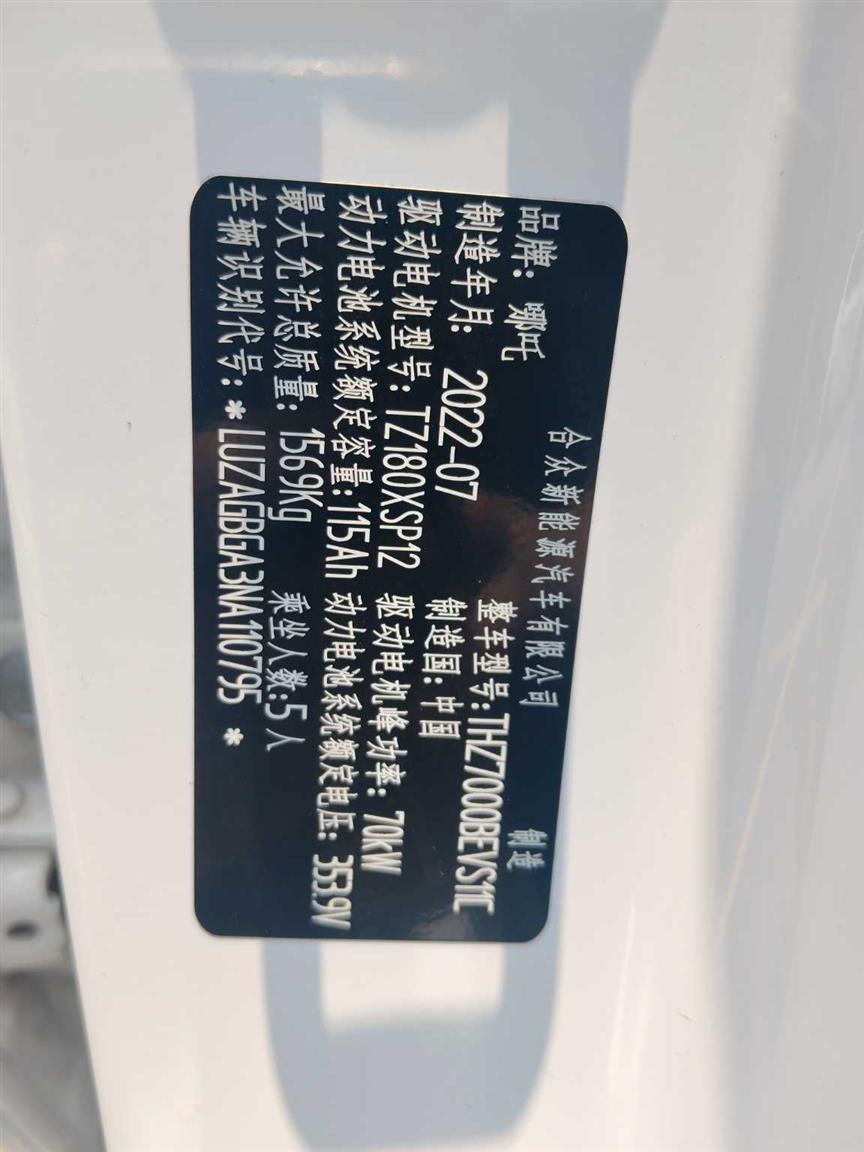 合众新能源汽车有限公司 制造
品牌: 哪吒 整车型号: THZ7000BEVS11C
制造年月: 2022-07 制造国: 中国
驱动电机型号: TZ180XSP12 驱动电机峰功率: 70kW
动力电池系统额定容量: 115Ah 动力电池系统额定电压: 353.9V
最大允许总质量: 1569Kg 乘坐人数: 5人
车辆识别代号: * LUZAGBGA3NA110795 *